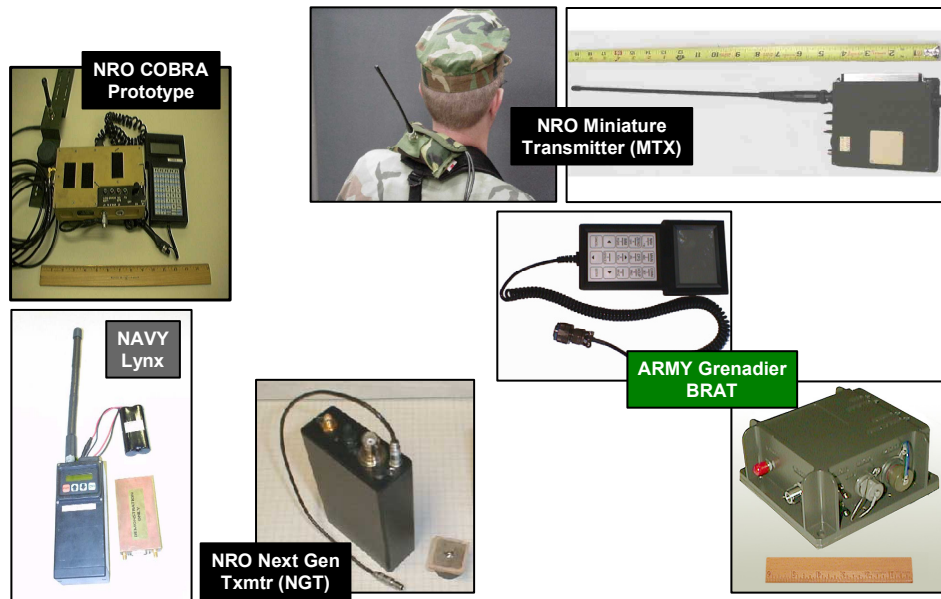 NRO COBRA
Prototype
NRO Miniature
Transmitter (MTX)
NAVY
Lynx
ARMY Grenadier
BRAT
NRO Next Gen
Txmtr (NGT)